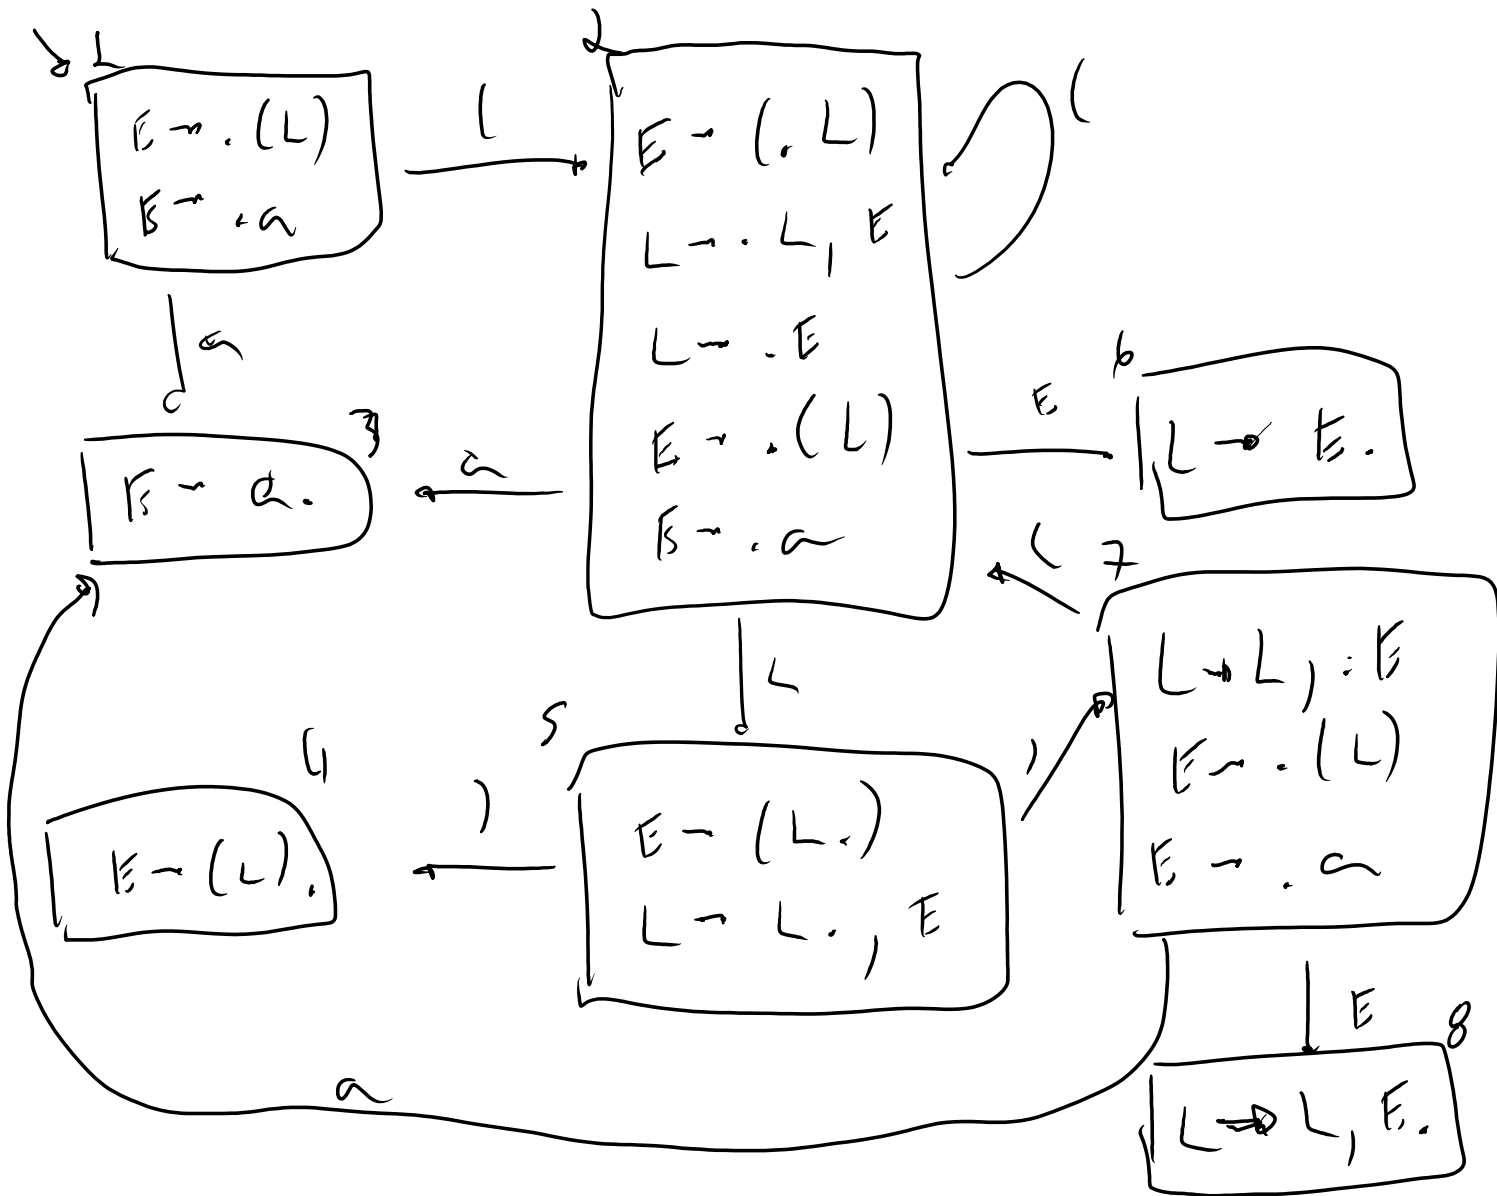 1
E → . (L)
E → . a
(
2
E → (. L)
L → . L, E
L → . E
E → . (L)
E → . a
(
a
3
E → a.
a
E
6
L → E.
(
7
L → L, . E
E → . (L)
E → . a
L
5
E → (L.)
L → L., E
)
4
E → (L).
,
E
8
L → L, E.
a